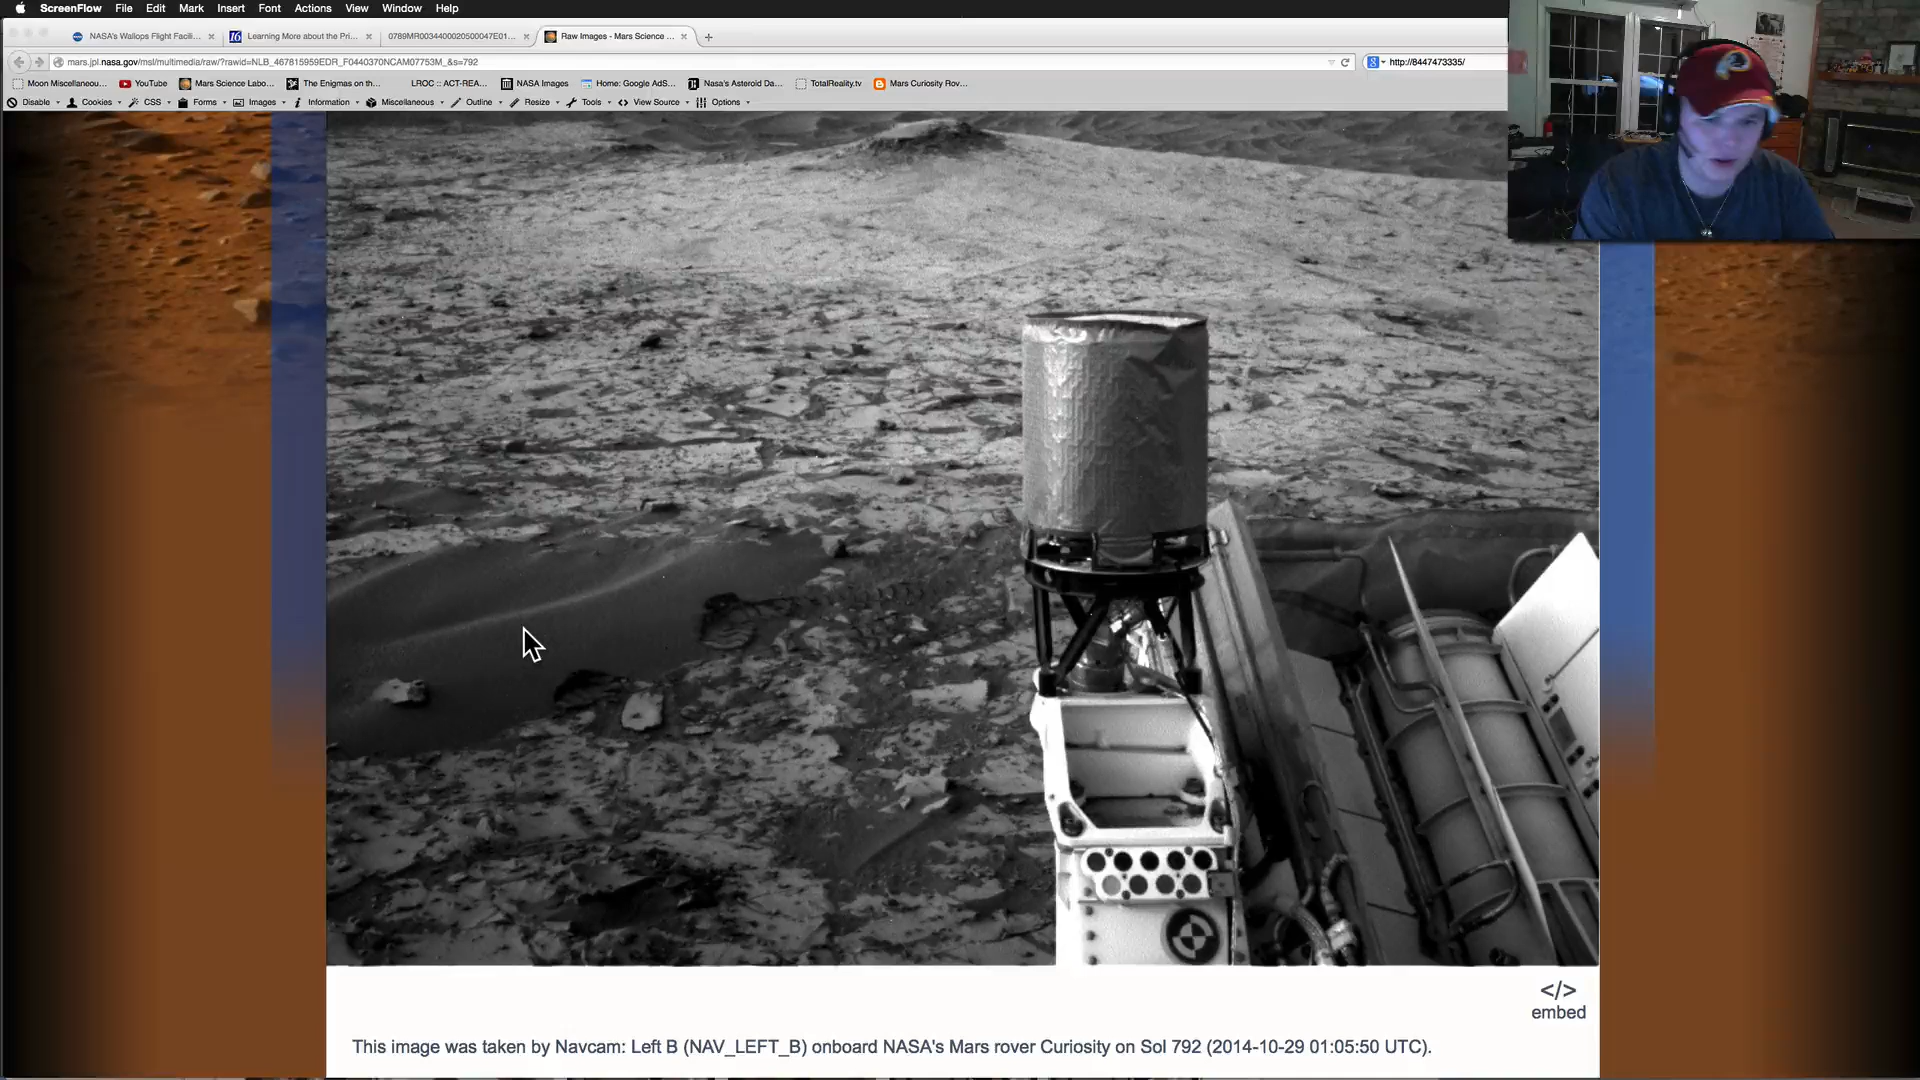 ScreenFlow File Edit Mark Insert Font Actions View Window Help
NASA's Wallops Flight Facili... Learning More about the Pri... 0789MR0034400020500047E01... Raw Images - Mars Science ...
mars.jpl.nasa.gov/msl/multimedia/raw/?rawid=NLB_467815959EDR_F0440370NCAM07753M_&s=792 http://8447473335/
Moon Miscellaneou... YouTube Mars Science Labo... The Enigmas on th... LROC :: ACT-REA... NASA Images Home: Google AdS... Nasa's Asteroid Da... TotalReality.tv Mars Curiosity Rov...
Disable Cookies CSS Forms Images Information Miscellaneous Outline Resize Tools View Source Options
</>
embed
This image was taken by Navcam: Left B (NAV_LEFT_B) onboard NASA's Mars rover Curiosity on Sol 792 (2014-10-29 01:05:50 UTC).